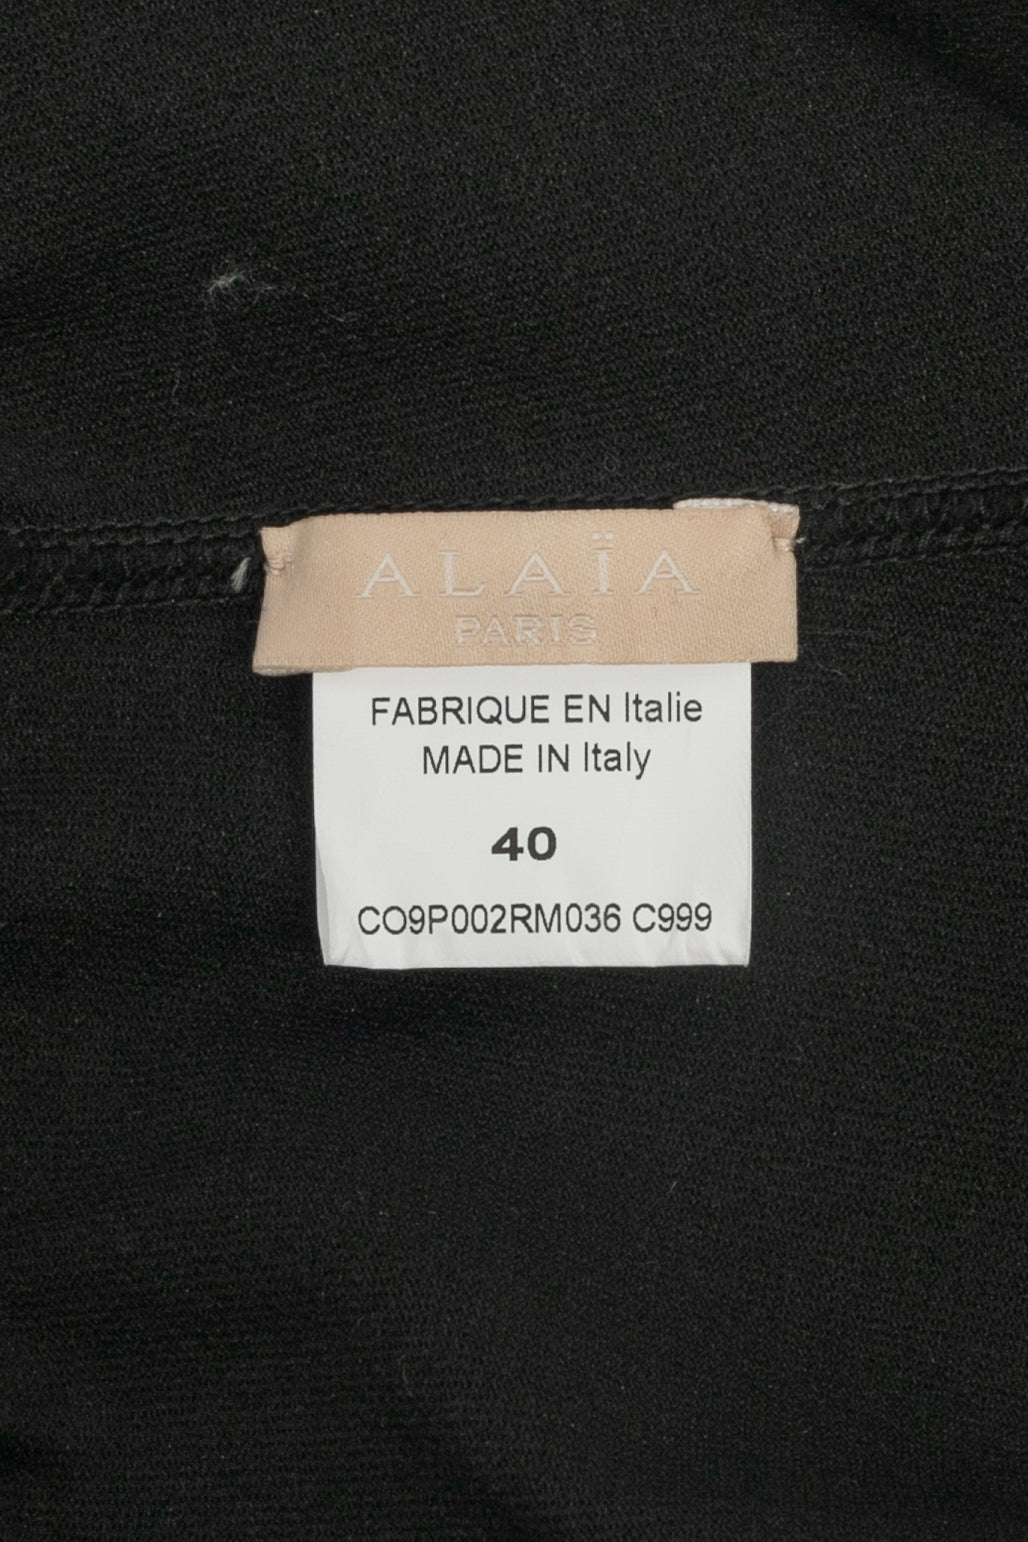 ALAÏA
PARIS
FABRIQUE EN Italie
MADE IN Italy
40
CO9P002RM036 C999